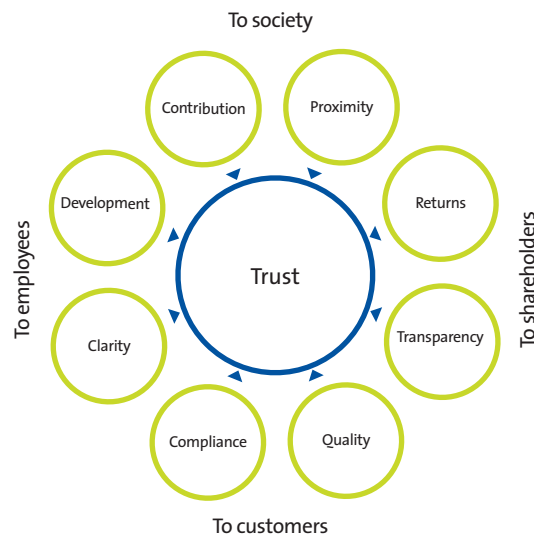 To society
Contribution
Proximity
Development
Returns
To employees
Trust
To shareholders
Clarity
Transparency
Compliance
Quality
To customers